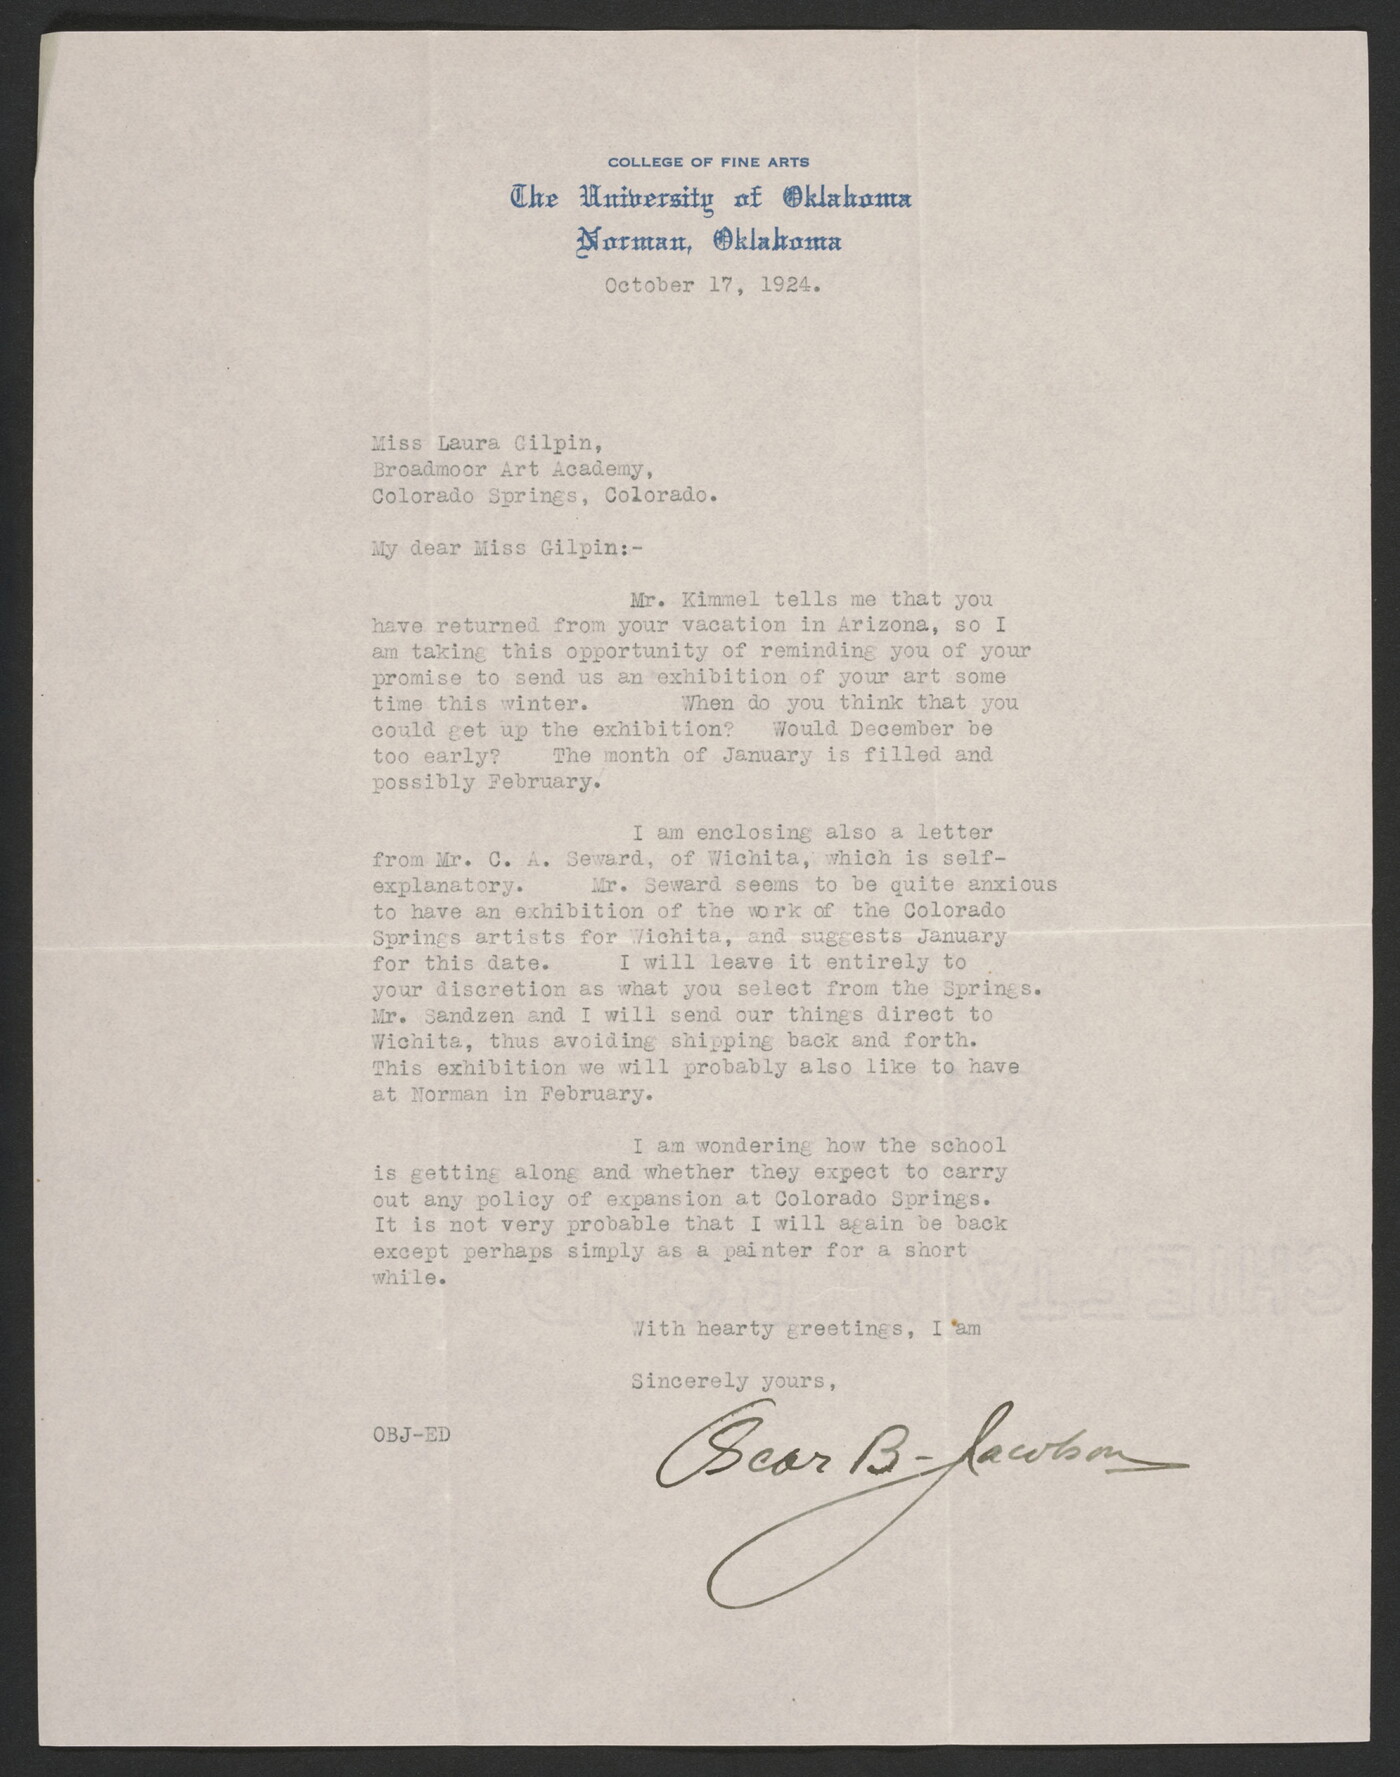 COLLEGE OF FINE ARTS
The University of Oklahoma
Norman, Oklahoma
October 17, 1924.
Miss Laura Gilpin,
Broadmoor Art Academy,
Colorado Springs, Colorado.
My dear Miss Gilpin:-
Mr. Kimmel tells me that you
have returned from your vacation in Arizona, so I
am taking this opportunity of reminding you of your
promise to send us an exhibition of your art some
time this winter. When do you think that you
could get up the exhibition? Would December be
too early? The month of January is filled and
possibly February.
I am enclosing also a letter
from Mr. C. A. Seward, of Wichita, which is self-
explanatory. Mr. Seward seems to be quite anxious
to have an exhibition of the work of the Colorado
Springs artists for Wichita, and suggests January
for this date. I will leave it entirely to
your discretion as what you select from the Springs.
Mr. Sandzen and I will send our things direct to
Wichita, thus avoiding shipping back and forth.
This exhibition we will probably also like to have
at Norman in February.
I am wondering how the school
is getting along and whether they expect to carry
out any policy of expansion at Colorado Springs.
It is not very probable that I will again be back
except perhaps simply as a painter for a short
while.
With hearty greetings, I am
Sincerely yours,
OBJ-ED
Oscar B-Jacobson